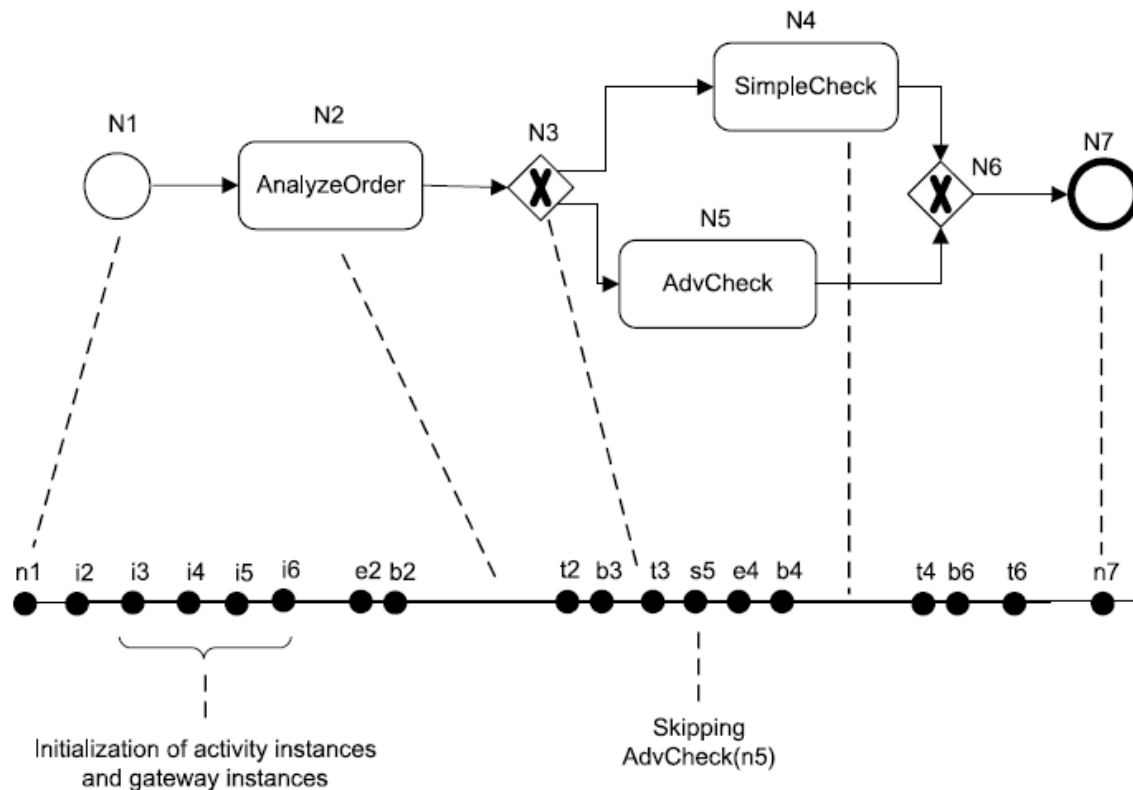 N4
SimpleCheck
N1
N2
N3
N7
AnalyzeOrder
X
X
N6
N5
AdvCheck
n1 i2 i3 i4 i5 i6 e2 b2 t2 b3 t3 s5 e4 b4 t4 b6 t6 n7
Initialization of activity instances
and gateway instances
Skipping
AdvCheck(n5)